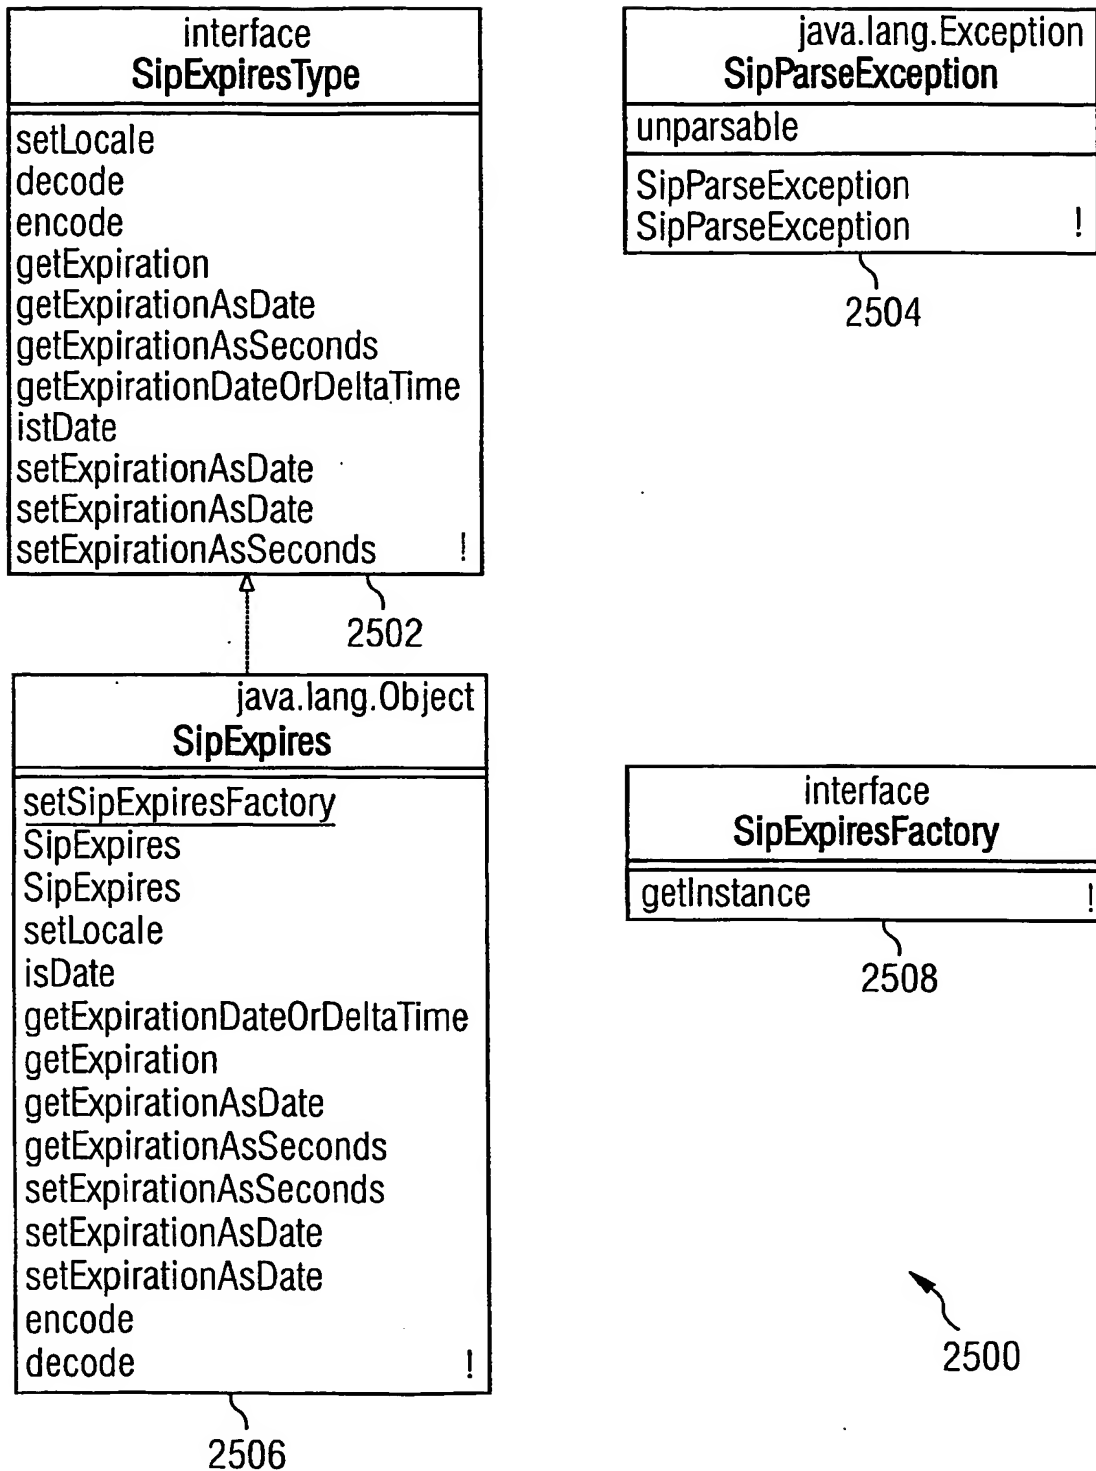 interface
SipExpiresType
setLocale
decode
encode
getExpiration
getExpirationAsDate
getExpirationAsSeconds
getExpirationDateOrDeltaTime
istDate
setExpirationAsDate
setExpirationAsDate
setExpirationAsSeconds !
2502
java.lang.Exception
SipParseException
unparsable
SipParseException
SipParseException !
2504
java.lang.Object
SipExpires
setSipExpiresFactory
SipExpires
SipExpires
setLocale
isDate
getExpirationDateOrDeltaTime
getExpiration
getExpirationAsDate
getExpirationAsSeconds
setExpirationAsSeconds
setExpirationAsDate
setExpirationAsDate
encode
decode !
2506
interface
SipExpiresFactory
getInstance !
2508
2500